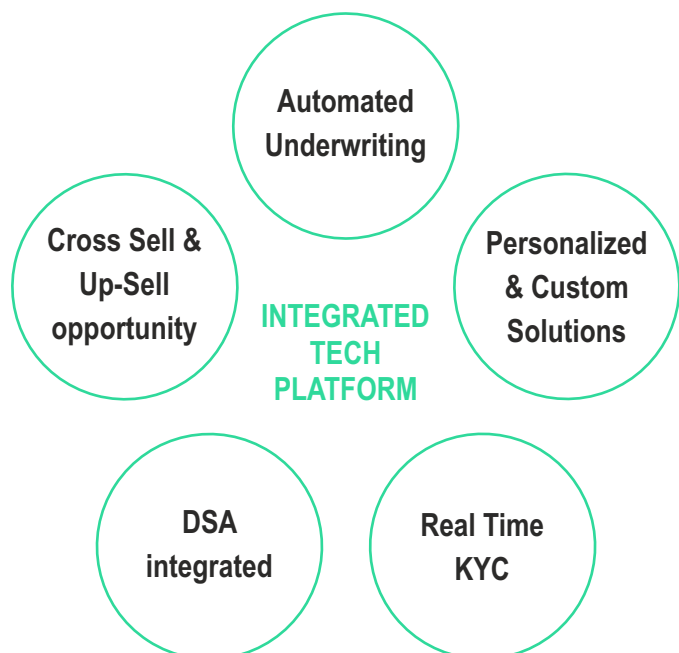 Automated
Underwriting
Cross Sell &
Up-Sell
opportunity
Personalized
& Custom
Solutions
INTEGRATED
TECH
PLATFORM
DSA
integrated
Real Time
KYC